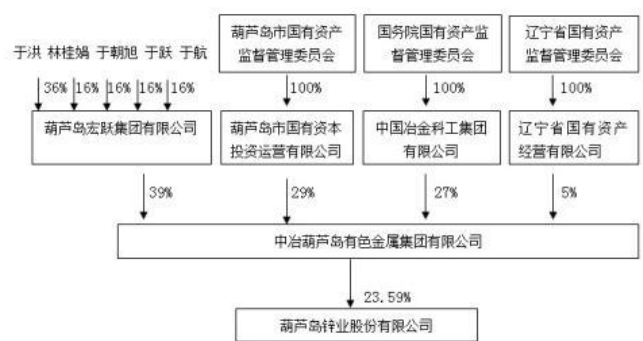 葫芦岛市国有资产
监督管理委员会
国务院国有资产监
督管理委员会
辽宁省国有资产
监督管理委员会
于洪 林桂娟 于朝旭 于跃 于航
36% 16% 16% 16% 16%
100%
100%
100%
葫芦岛宏跃集团有限公司
葫芦岛市国有资本
投资运营有限公司
中国冶金科工集团
有限公司
辽宁省国有资产
经营有限公司
39%
29%
27%
5%
中冶葫芦岛有色金属集团有限公司
23.59%
葫芦岛锌业股份有限公司